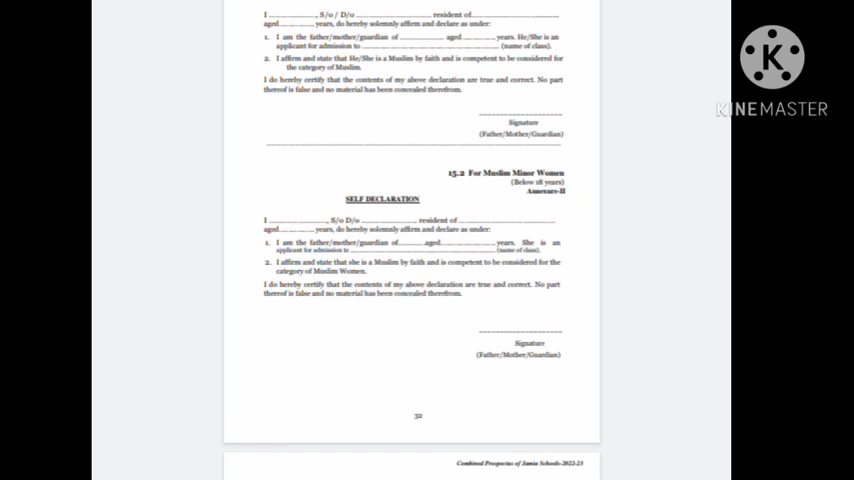 I ......................, S/o / D/o ................................... resident of.........................................
aged............... years, do hereby solemnly affirm and declare as under:
1. I am the father/mother/guardian of ..................... aged................ years. He/She is an
applicant for admission to ................................................................ (name of class).
2. I affirm and state that He/She is a Muslim by faith and is competent to be considered for
the category of Muslim.
I do hereby certify that the contents of my above declaration are true and correct. No part
thereof is false and no material has been concealed therefrom.
Signature
(Father/Mother/Guardian)
15.2 For Muslim Minor Women
(Below 18 years)
Annexure-II
SELF DECLARATION
I ............................, S/o D/o .......................... resident of .............................................
aged............... years, do hereby solemnly affirm and declare as under:
1. I am the father/mother/guardian of............aged......................... years. She is an
applicant for admission to ................................................................ (name of class).
2. I affirm and state that she is a Muslim by faith and is competent to be considered for the
category of Muslim Women.
I do hereby certify that the contents of my above declaration are true and correct. No part
thereof is false and no material has been concealed therefrom.
Signature
(Father/Mother/Guardian)
32
Combined Prospectus of Jamia Schools-2022-23
K
KINEMASTER